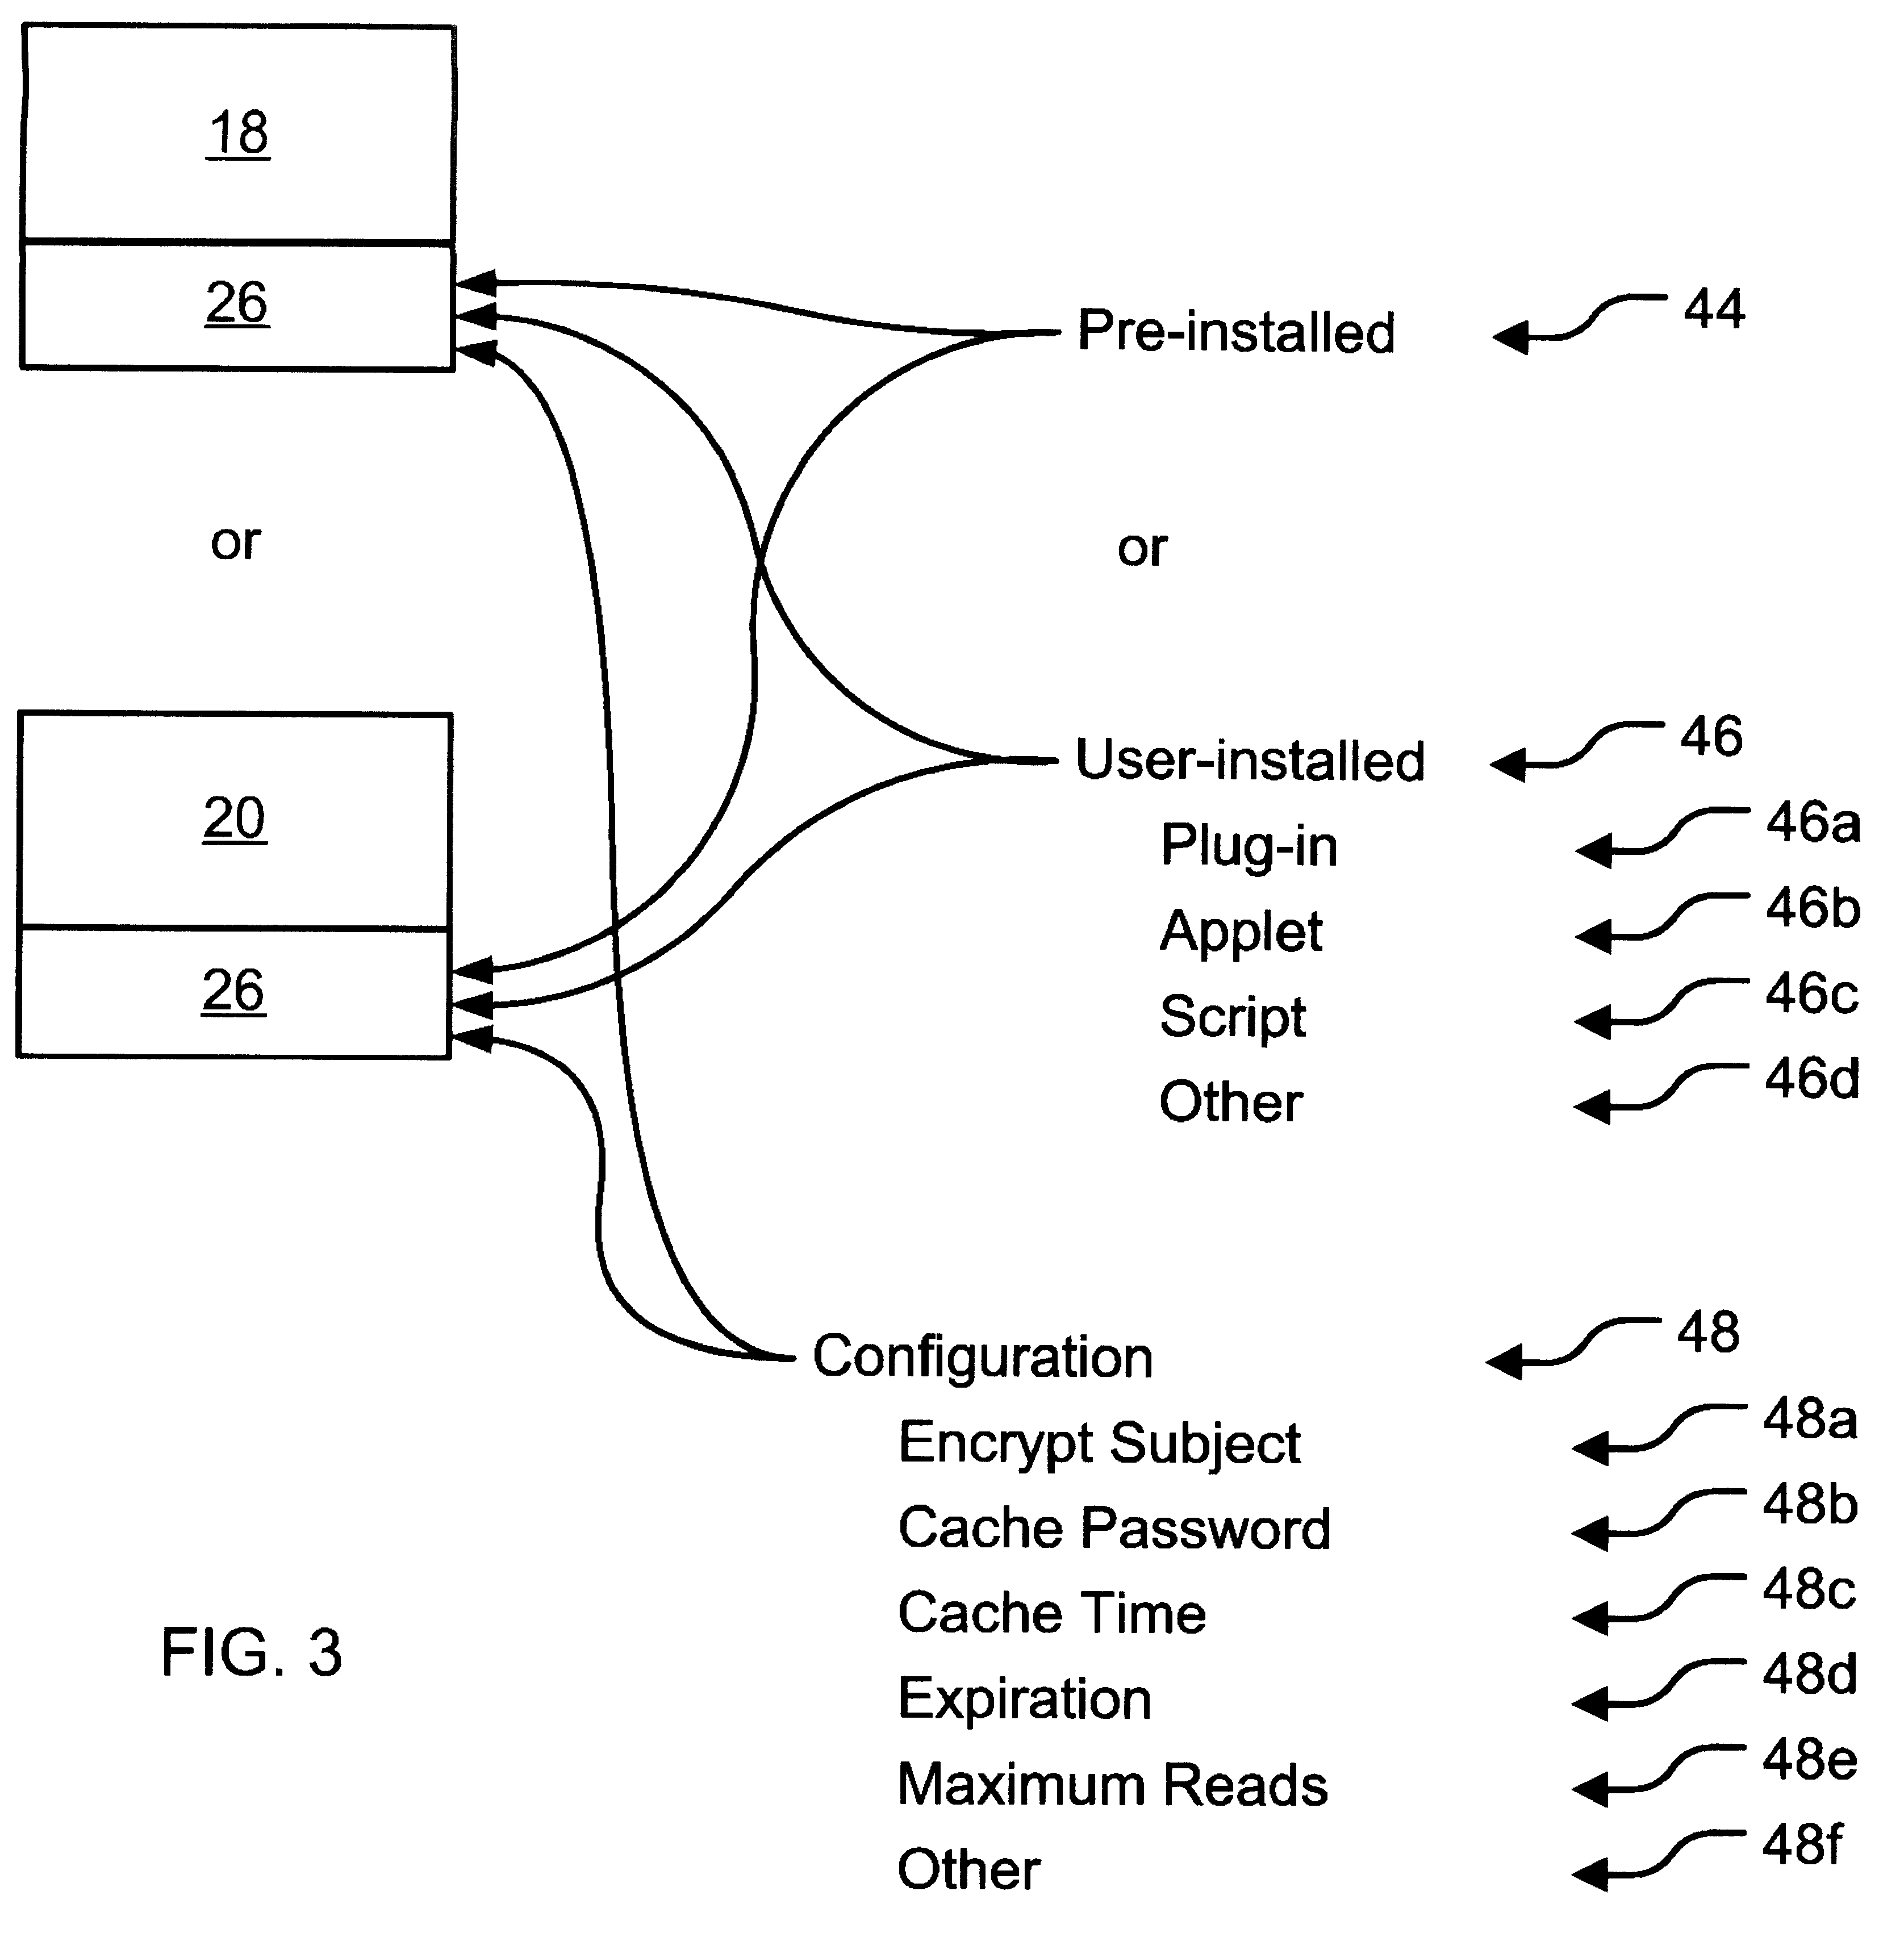 18
26
Pre-installed 44
or or
20
26
User-installed 46
Plug-in 46a
Applet 46b
Script 46c
Other 46d
Configuration 48
Encrypt Subject 48a
Cache Password 48b
Cache Time 48c
Expiration 48d
Maximum Reads 48e
Other 48f
FIG. 3